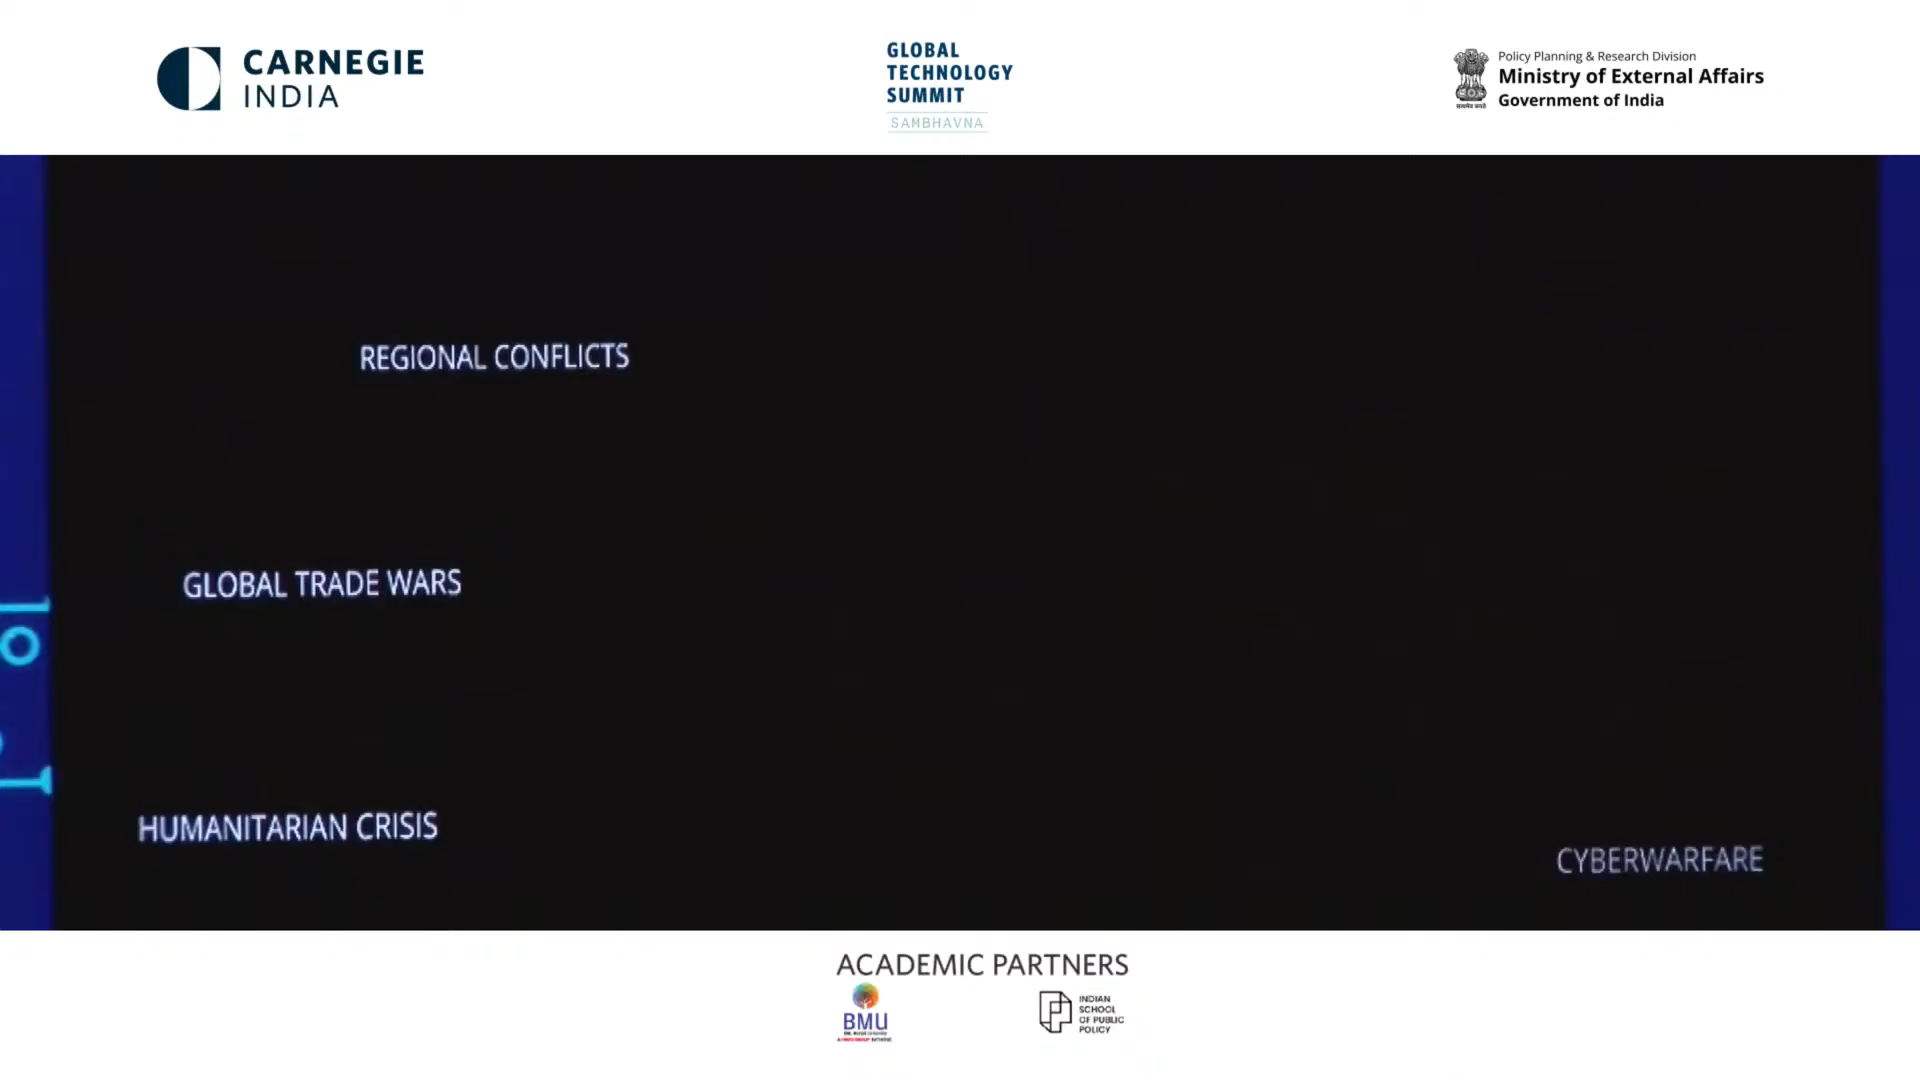 CARNEGIE
INDIA
GLOBAL
TECHNOLOGY
SUMMIT
SAMBHAVNA
Policy Planning & Research Division
Ministry of External Affairs
Government of India
REGIONAL CONFLICTS
GLOBAL TRADE WARS
HUMANITARIAN CRISIS
CYBERWARFARE
ACADEMIC PARTNERS
BMU
INDIAN
SCHOOL
OF PUBLIC
POLICY